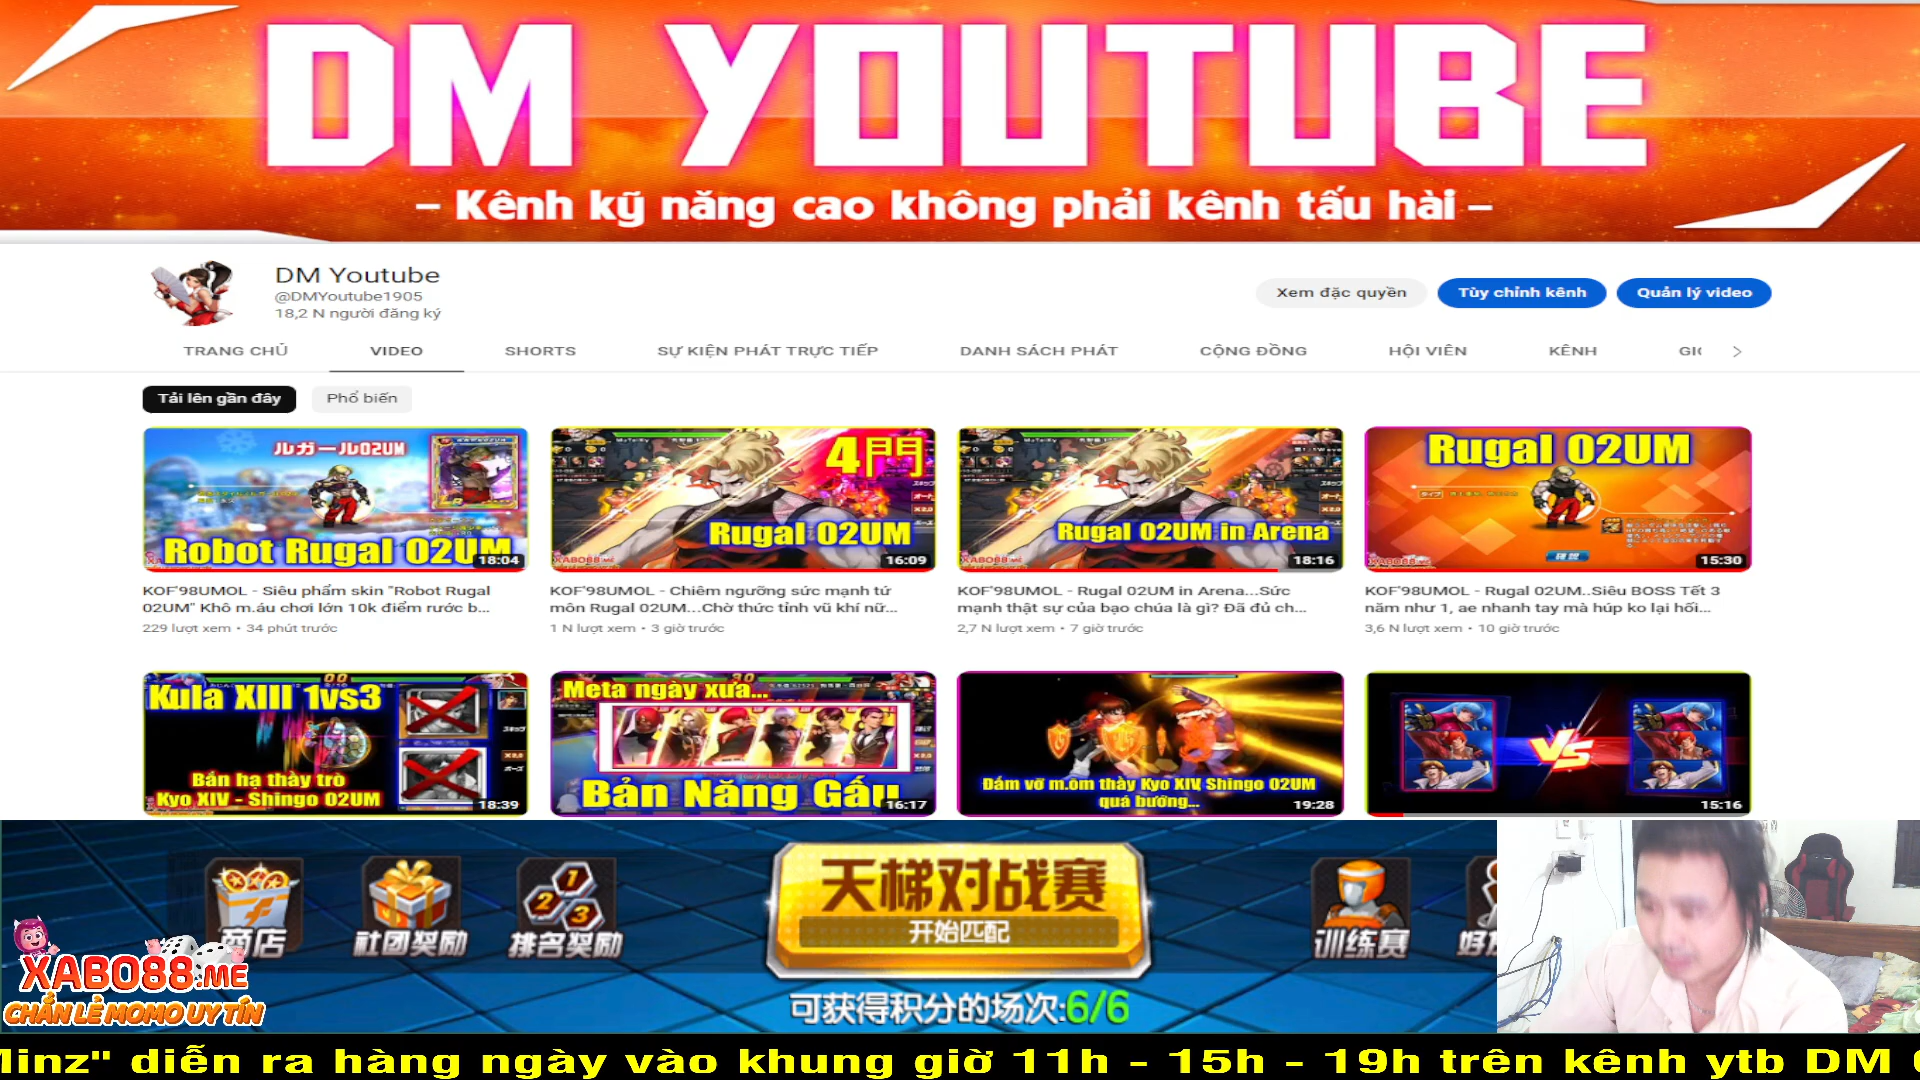 DM YOUTUBE
– Kênh kỹ năng cao không phải kênh tấu hài –
DM Youtube
@DMYoutube1905
18,2 N người đăng ký
Xem đặc quyền
Tùy chỉnh kênh
Quản lý video
TRANG CHỦ
VIDEO
SHORTS
SỰ KIỆN PHÁT TRỰC TIẾP
DANH SÁCH PHÁT
CỘNG ĐỒNG
HỘI VIÊN
KÊNH
Tải lên gần đây
Phổ biến
ルガール02UM
Robot Rugal 02UM
18:04
4門
Rugal 02UM
16:09
Rugal 02UM in Arena
XABO88.ME
18:16
Rugal 02UM
15:30
KOF'98UMOL - Siêu phẩm skin "Robot Rugal
02UM" Khô m.áu chơi lớn 10k điểm rước b...
229 lượt xem • 34 phút trước
KOF'98UMOL - Chiêm ngưỡng sức mạnh tứ
môn Rugal 02UM...Chờ thức tỉnh vũ khí nữ...
1 N lượt xem • 3 giờ trước
KOF'98UMOL - Rugal 02UM in Arena...Sức
mạnh thật sự của bạo chúa là gì? Đã đủ ch...
2,7 N lượt xem • 7 giờ trước
KOF'98UMOL - Rugal 02UM..Siêu BOSS Tết 3
năm như 1, ae nhanh tay mà húp ko lại hối...
3,6 N lượt xem • 10 giờ trước
Kula XIII 1vs3
Bắn hạ thầy trò
Kyo XIV - Shingo 02UM
18:39
Meta ngày xưa...
Bản Năng Gấu
16:17
Đấm vỡ m.ồm thầy Kyo XIV, Shingo 02UM
quá bướng...
19:28
VS
15:16
商店
社团奖励
排名奖励
天梯对战赛
开始匹配
可获得积分的场次:6/6
训练赛
XABO88.ME
CHẴN LẺ MOMO UY TÍN
Minz" diễn ra hàng ngày vào khung giờ 11h - 15h - 19h trên kênh ytb DM